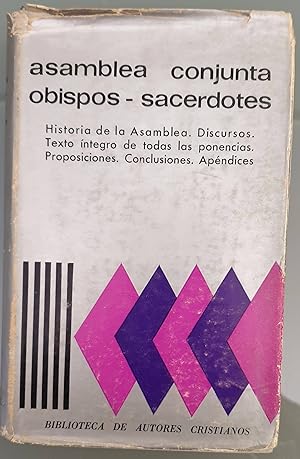 asamblea conjunta
obispos - sacerdotes
Historia de la Asamblea. Discursos.
Texto íntegro de todas las ponencias.
Proposiciones. Conclusiones. Apéndices
BIBLIOTECA DE AUTORES CRISTIANOS